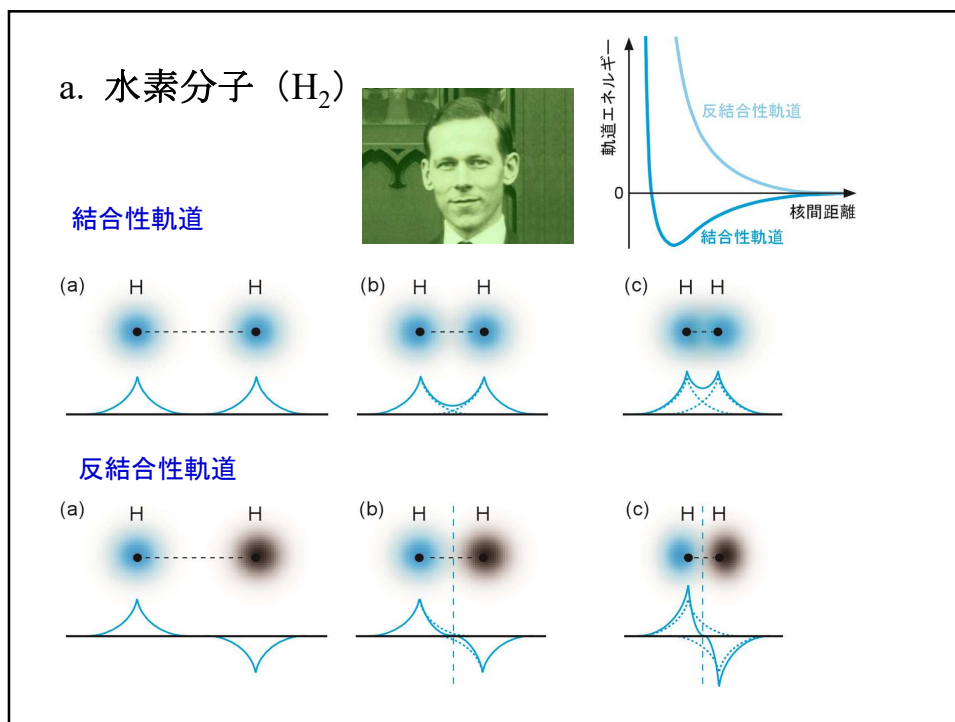 a. 水素分子（H₂）
軌道エネルギー
反結合性軌道
0
核間距離
結合性軌道
結合性軌道
(a) H H
(b) H H
(c) H H
反結合性軌道
(a) H H
(b) H H
(c) H H